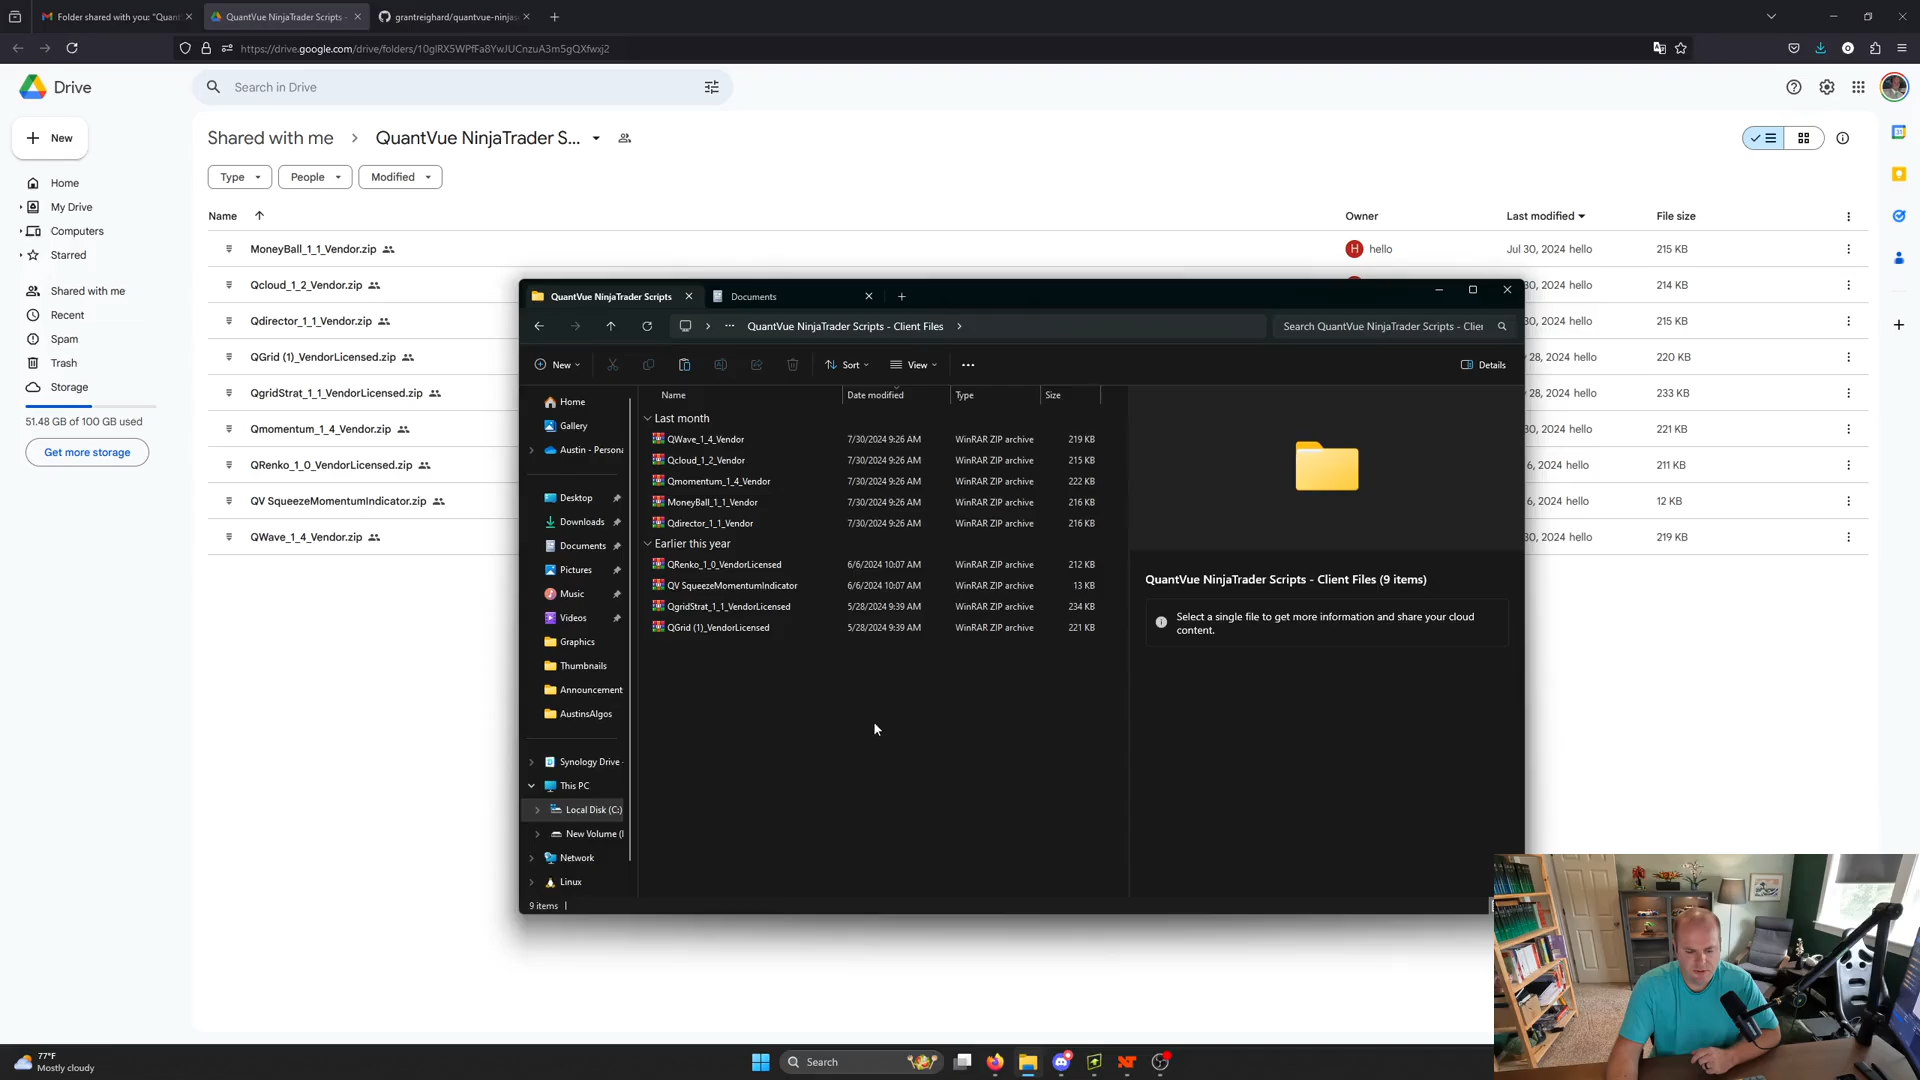 Folder shared with you: "Quant
QuantVue NinjaTrader Scripts -
grantreighard/quantvue-ninjas
https://drive.google.com/drive/folders/10glRX5WPfFa8YwJUCnzuA3m5gQXfwxj2
Drive
Search in Drive
New
Home
My Drive
Computers
Starred
Shared with me
Recent
Spam
Trash
Storage
51.48 GB of 100 GB used
Get more storage
Shared with me
QuantVue NinjaTrader S...
Type
People
Modified
Name Owner Last modified File size
MoneyBall_1_1_Vendor.zip H hello Jul 30, 2024 hello 215 KB
Qcloud_1_2_Vendor.zip 30, 2024 hello 214 KB
Qdirector_1_1_Vendor.zip 30, 2024 hello 215 KB
QGrid (1)_VendorLicensed.zip 28, 2024 hello 220 KB
QgridStrat_1_1_VendorLicensed.zip 28, 2024 hello 233 KB
Qmomentum_1_4_Vendor.zip 30, 2024 hello 221 KB
QRenko_1_0_VendorLicensed.zip 6, 2024 hello 211 KB
QV SqueezeMomentumIndicator.zip 6, 2024 hello 12 KB
QWave_1_4_Vendor.zip 30, 2024 hello 219 KB
QuantVue NinjaTrader Scripts
Documents
QuantVue NinjaTrader Scripts - Client Files
Search QuantVue NinjaTrader Scripts - Clier
New
Sort
View
Details
Home
Gallery
Austin - Persona
Desktop
Downloads
Documents
Pictures
Music
Videos
Graphics
Thumbnails
Announcement
AustinsAlgos
Synology Drive -
This PC
Local Disk (C:)
New Volume (
Network
Linux
Name Date modified Type Size
Last month
QWave_1_4_Vendor 7/30/2024 9:26 AM WinRAR ZIP archive 219 KB
Qcloud_1_2_Vendor 7/30/2024 9:26 AM WinRAR ZIP archive 215 KB
Qmomentum_1_4_Vendor 7/30/2024 9:26 AM WinRAR ZIP archive 222 KB
MoneyBall_1_1_Vendor 7/30/2024 9:26 AM WinRAR ZIP archive 216 KB
Qdirector_1_1_Vendor 7/30/2024 9:26 AM WinRAR ZIP archive 216 KB
Earlier this year
QRenko_1_0_VendorLicensed 6/6/2024 10:07 AM WinRAR ZIP archive 212 KB
QV SqueezeMomentumIndicator 6/6/2024 10:07 AM WinRAR ZIP archive 13 KB
QgridStrat_1_1_VendorLicensed 5/28/2024 9:39 AM WinRAR ZIP archive 234 KB
QGrid (1)_VendorLicensed 5/28/2024 9:39 AM WinRAR ZIP archive 221 KB
QuantVue NinjaTrader Scripts - Client Files (9 items)
Select a single file to get more information and share your cloud
content.
9 items
77°F
Mostly cloudy
Search